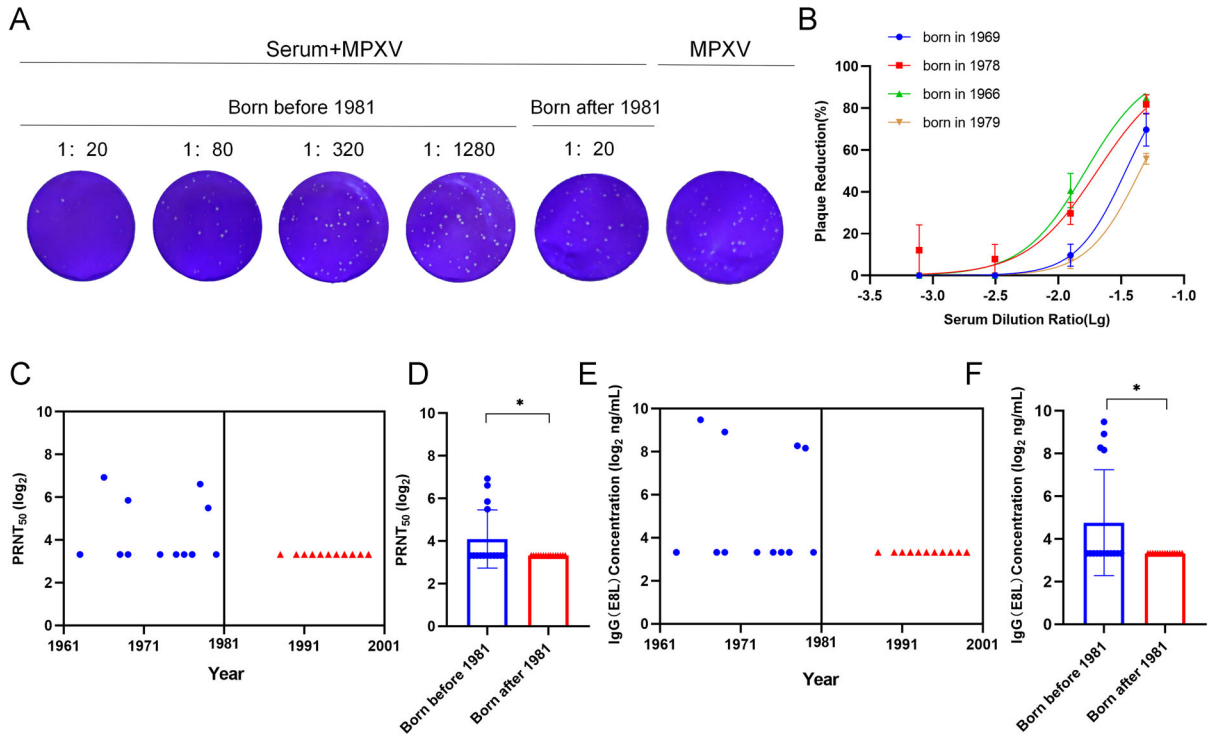 A
Serum+MPXV
MPXV
Born before 1981
Born after 1981
1: 20
1: 80
1: 320
1: 1280
1: 20
B
born in 1969
born in 1978
born in 1966
born in 1979
Plaque Reduction(%)
100
80
60
40
20
0
-3.5
-3.0
-2.5
-2.0
-1.5
-1.0
Serum Dilution Ratio(Lg)
C
PRNT50 (log2)
10
8
6
4
2
0
1961
1971
1981
1991
2001
Year
D
*
PRNT50 (log2)
10
8
6
4
2
0
Born before 1981
Born after 1981
E
IgG(E8L) Concentration (log2 ng/mL)
10
8
6
4
2
0
1961
1971
1981
1991
2001
Year
F
*
IgG(E8L) Concentration (log2 ng/mL)
10
8
6
4
2
0
Born before 1981
Born after 1981